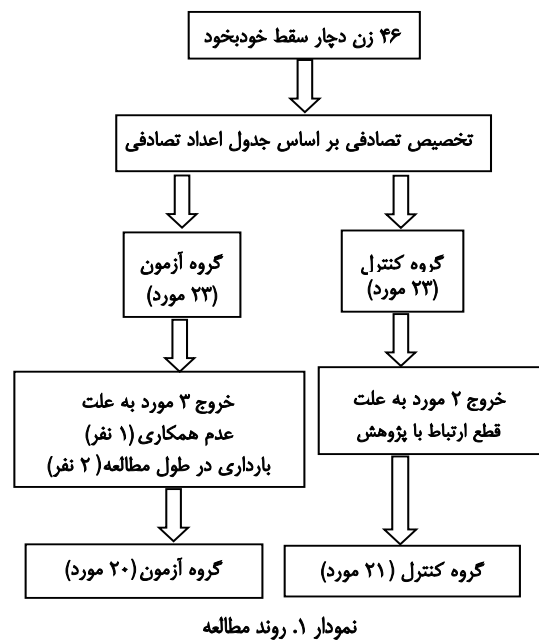 ۴۶ زن دچار سقط خودبخود
تخصیص تصادفی بر اساس جدول اعداد تصادفی
گروه کنترل
(۲۳ مورد)
گروه آزمون
(۲۳ مورد)
خروج ۲ مورد به علت
قطع ارتباط با پژوهش
خروج ۳ مورد به علت
عدم همکاری (۱ نفر)
بارداری در طول مطالعه( ۲ نفر)
گروه کنترل (۲۱ مورد)
گروه آزمون (۲۰ مورد)
نمودار ۱. روند مطالعه